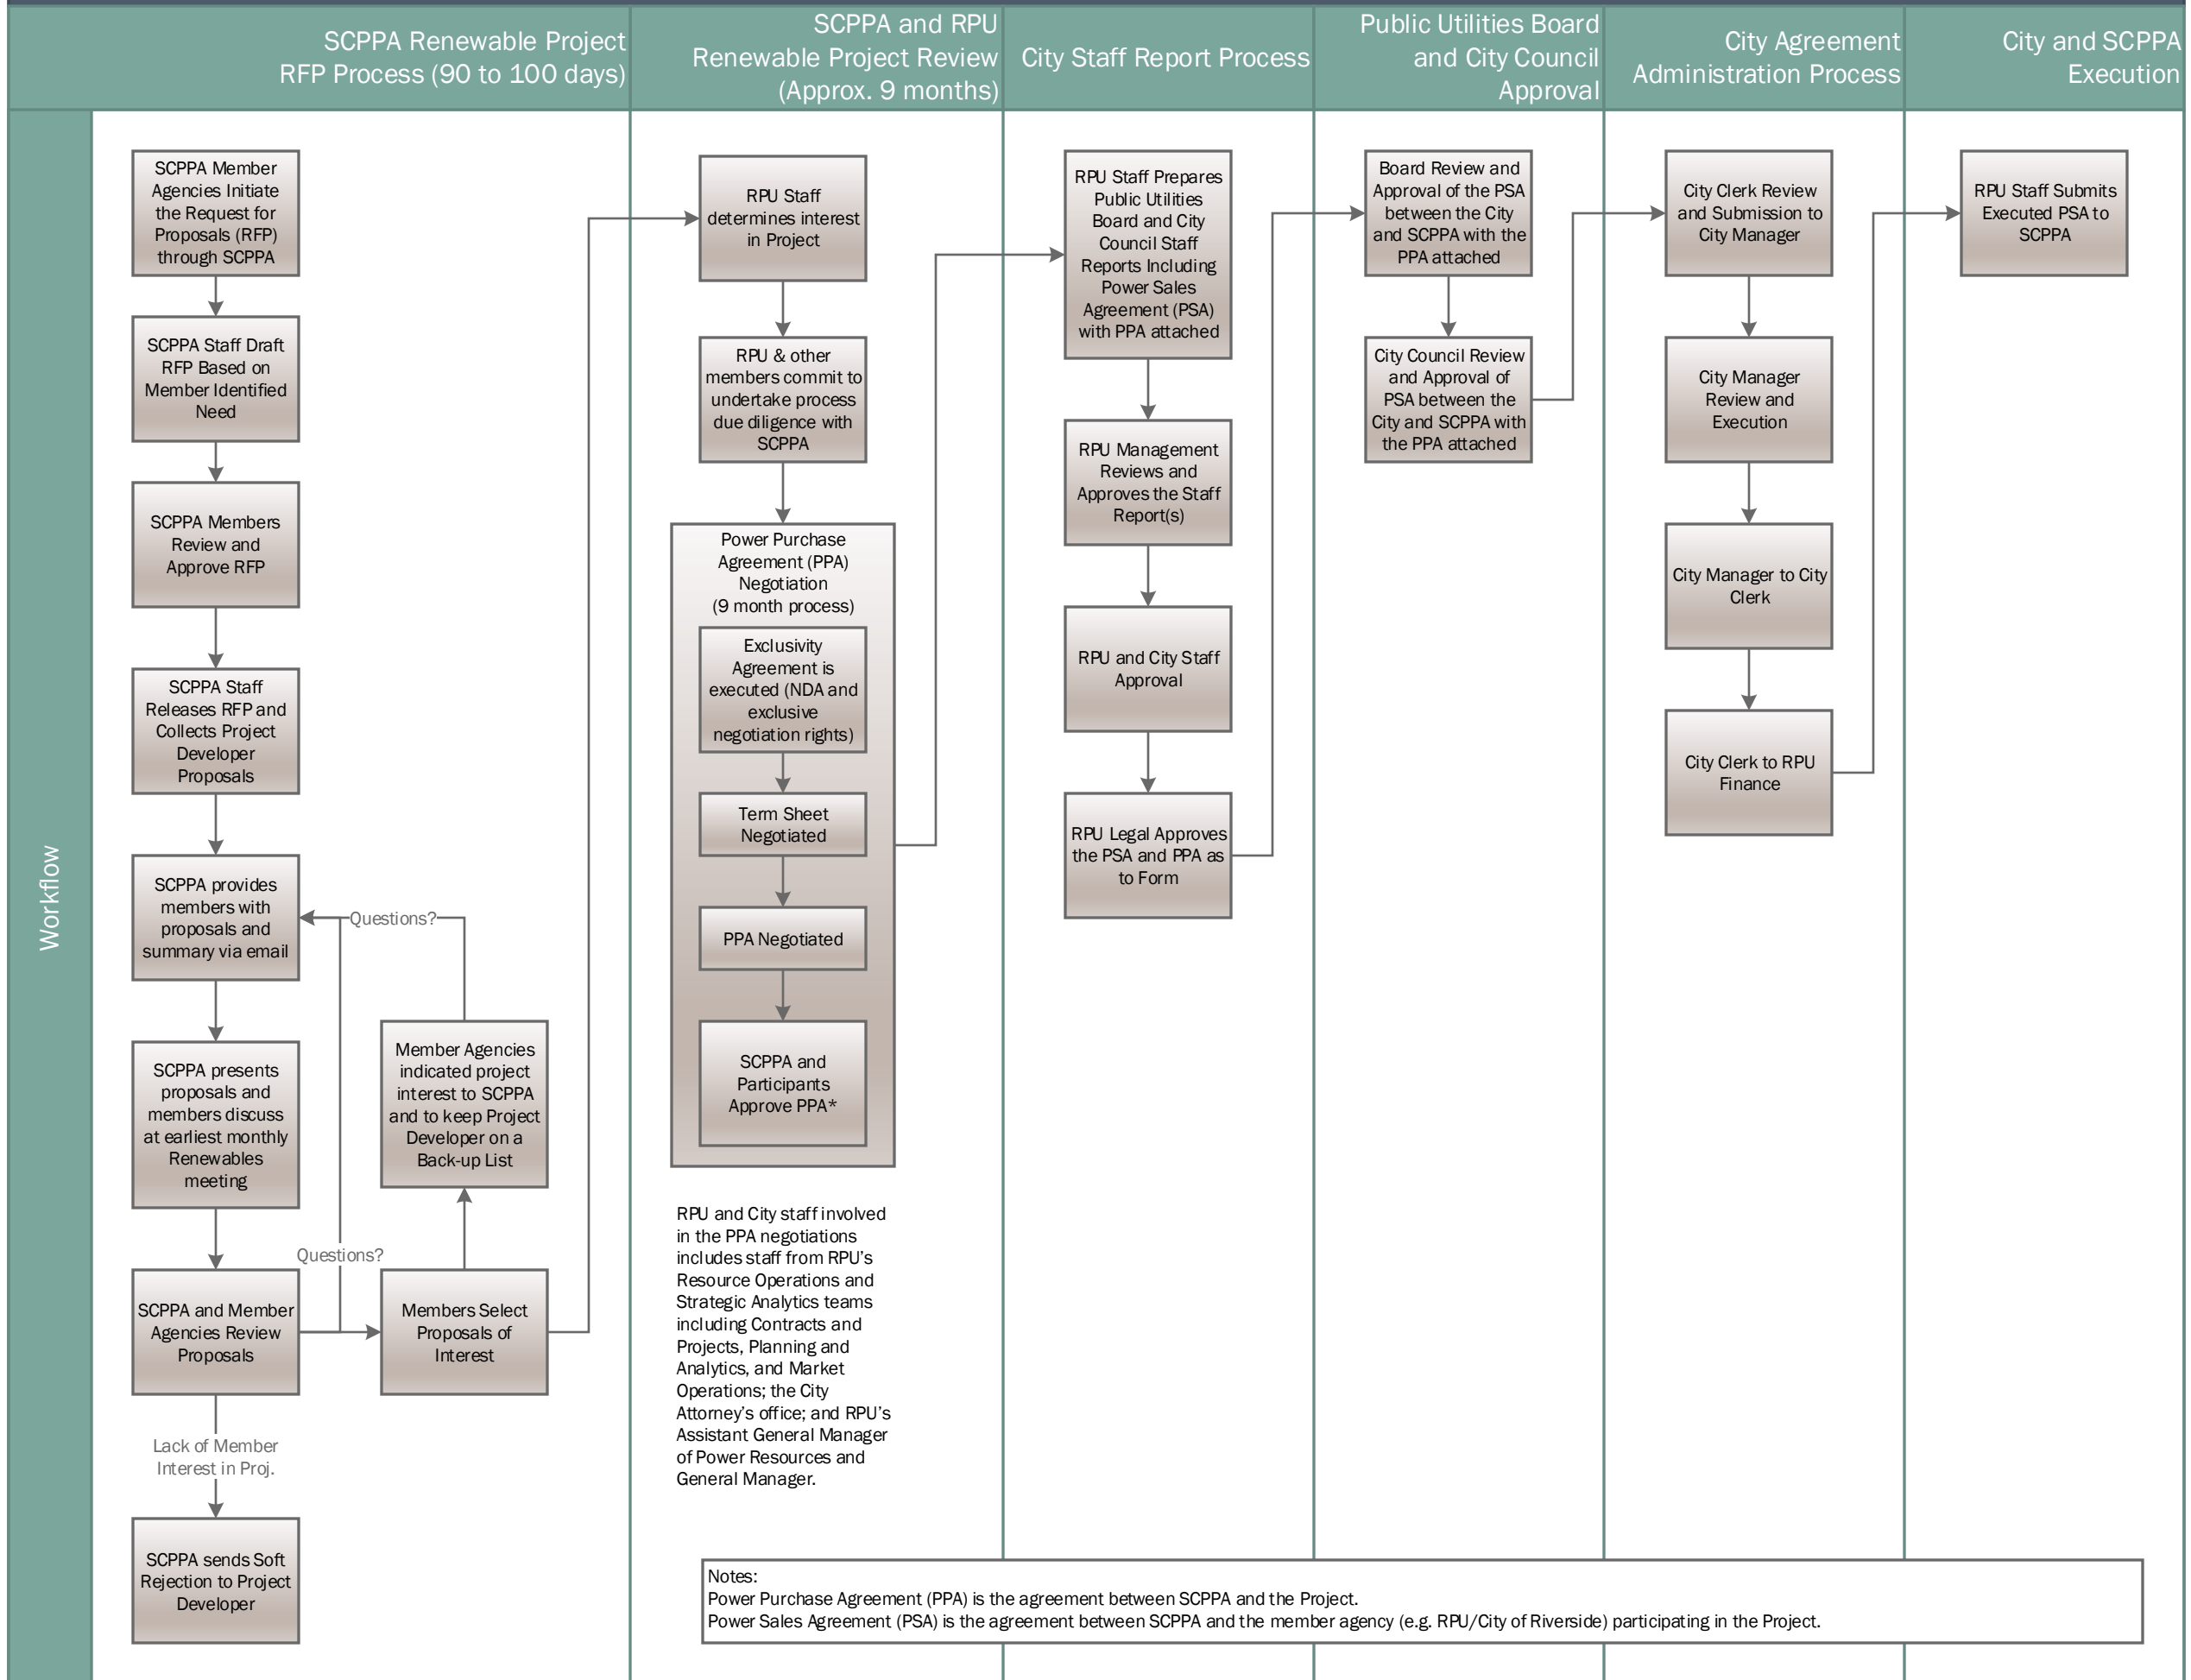 SCPPA Renewable Project
RFP Process (90 to 100 days)
SCPPA and RPU
Renewable Project Review
(Approx. 9 months)
City Staff Report Process
Public Utilities Board
and City Council
Approval
City Agreement
Administration Process
City and SCPPA
Execution
Workflow
SCPPA Member
Agencies Initiate
the Request for
Proposals (RFP)
through SCPPA
SCPPA Staff Draft
RFP Based on
Member Identified
Need
SCPPA Members
Review and
Approve RFP
SCPPA Staff
Releases RFP and
Collects Project
Developer
Proposals
SCPPA provides
members with
proposals and
summary via email
Questions?
SCPPA presents
proposals and
members discuss
at earliest monthly
Renewables
meeting
Member Agencies
indicated project
interest to SCPPA
and to keep Project
Developer on a
Back-up List
Questions?
SCPPA and Member
Agencies Review
Proposals
Members Select
Proposals of
Interest
Lack of Member
Interest in Proj.
SCPPA sends Soft
Rejection to Project
Developer
RPU Staff
determines interest
in Project
RPU & other
members commit to
undertake process
due diligence with
SCPPA
Power Purchase
Agreement (PPA)
Negotiation
(9 month process)
Exclusivity
Agreement is
executed (NDA and
exclusive
negotiation rights)
Term Sheet
Negotiated
PPA Negotiated
SCPPA and
Participants
Approve PPA*
RPU and City staff involved
in the PPA negotiations
includes staff from RPU's
Resource Operations and
Strategic Analytics teams
including Contracts and
Projects, Planning and
Analytics, and Market
Operations; the City
Attorney's office; and RPU's
Assistant General Manager
of Power Resources and
General Manager.
RPU Staff Prepares
Public Utilities
Board and City
Council Staff
Reports Including
Power Sales
Agreement (PSA)
with PPA attached
RPU Management
Reviews and
Approves the Staff
Report(s)
RPU and City Staff
Approval
RPU Legal Approves
the PSA and PPA as
to Form
Board Review and
Approval of the PSA
between the City
and SCPPA with the
PPA attached
City Council Review
and Approval of
PSA between the
City and SCPPA with
the PPA attached
City Clerk Review
and Submission to
City Manager
City Manager
Review and
Execution
City Manager to City
Clerk
City Clerk to RPU
Finance
RPU Staff Submits
Executed PSA to
SCPPA
Notes:
Power Purchase Agreement (PPA) is the agreement between SCPPA and the Project.
Power Sales Agreement (PSA) is the agreement between SCPPA and the member agency (e.g. RPU/City of Riverside) participating in the Project.